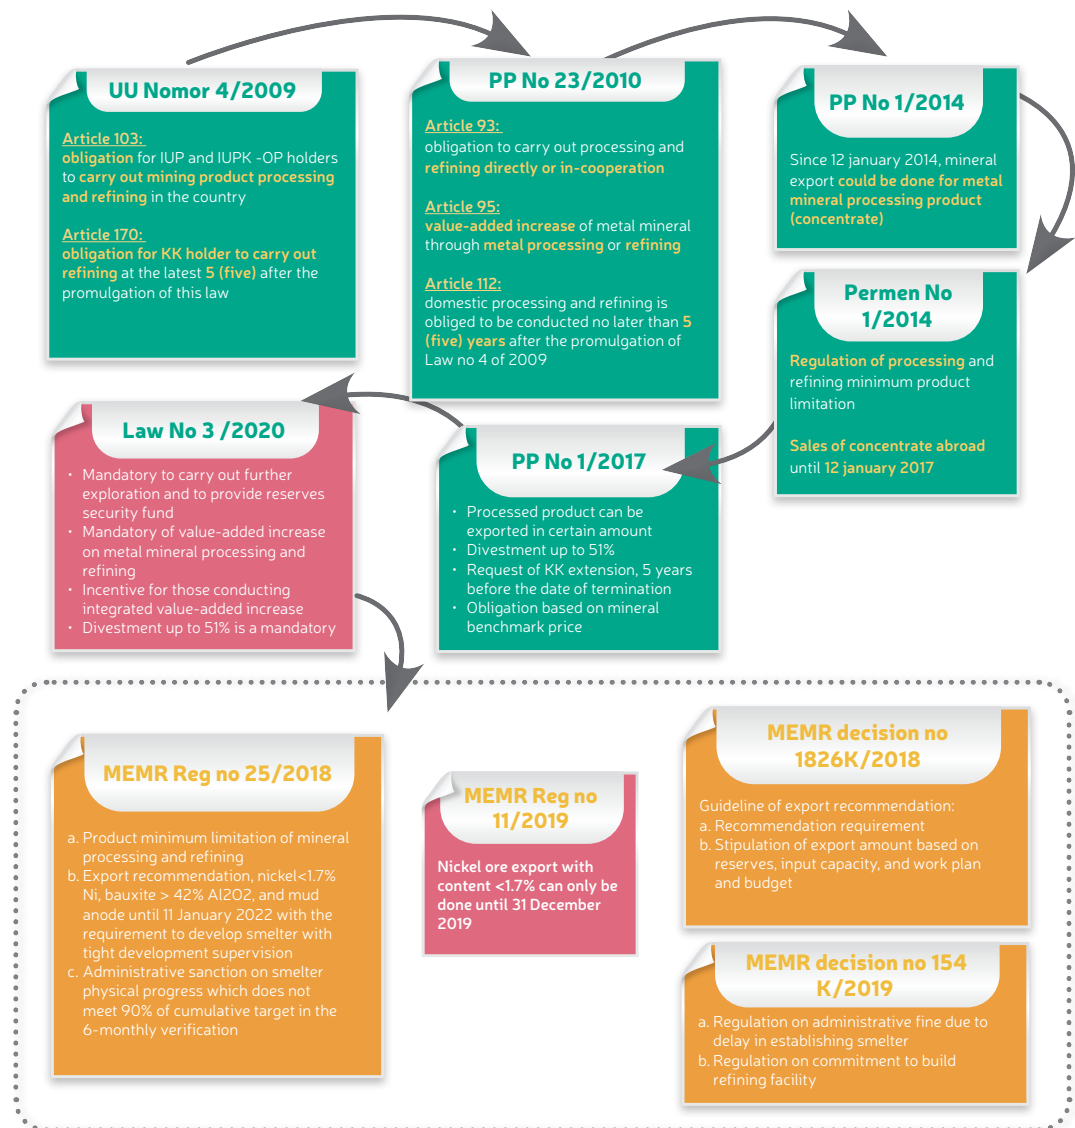 UU Nomor 4/2009
Article 103:
obligation for IUP and IUPK -OP holders
to carry out mining product processing
and refining in the country
Article 170:
obligation for KK holder to carry out
refining at the latest 5 (five) after the
promulgation of this law
PP No 23/2010
Article 93:
obligation to carry out processing and
refining directly or in-cooperation
Article 95:
value-added increase of metal mineral
through metal processing or refining
Article 112:
domestic processing and refining is
obliged to be conducted no later than 5
(five) years after the promulgation of
Law no 4 of 2009
PP No 1/2014
Since 12 january 2014, mineral
export could be done for metal
mineral processing product
(concentrate)
Permen No
1/2014
Regulation of processing and
refining minimum product
limitation
Sales of concentrate abroad
until 12 january 2017
PP No 1/2017
• Processed product can be
exported in certain amount
• Divestment up to 51%
• Request of KK extension, 5 years
before the date of termination
• Obligation based on mineral
benchmark price
Law No 3 /2020
• Mandatory to carry out further
exploration and to provide reserves
security fund
• Mandatory of value-added increase
on metal mineral processing and
refining
• Incentive for those conducting
integrated value-added increase
• Divestment up to 51% is a mandatory
MEMR Reg no 25/2018
a. Product minimum limitation of mineral
processing and refining
b. Export recommendation, nickel<1.7%
Ni, bauxite > 42% Al2O2, and mud
anode until 11 January 2022 with the
requirement to develop smelter with
tight development supervision
c. Administrative sanction on smelter
physical progress which does not
meet 90% of cumulative target in the
6-monthly verification
MEMR Reg no
11/2019
Nickel ore export with
content <1.7% can only be
done until 31 December
2019
MEMR decision no
1826K/2018
Guideline of export recommendation:
a. Recommendation requirement
b. Stipulation of export amount based on
reserves, input capacity, and work plan
and budget
MEMR decision no 154
K/2019
a. Regulation on administrative fine due to
delay in establishing smelter
b. Regulation on commitment to build
refining facility